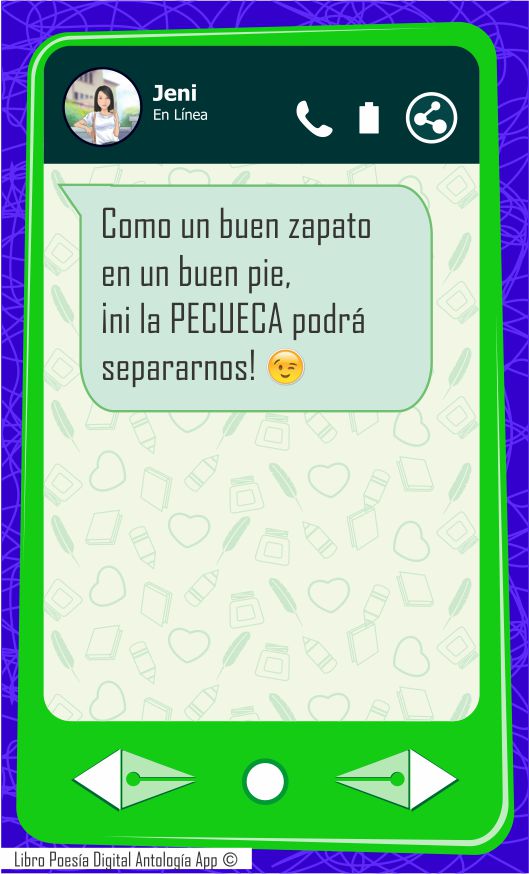 Jeni
En Línea
Como un buen zapato
en un buen pie,
¡ni la PECUECA podrá
separarnos! 😉
Libro Poesía Digital Antología App ©